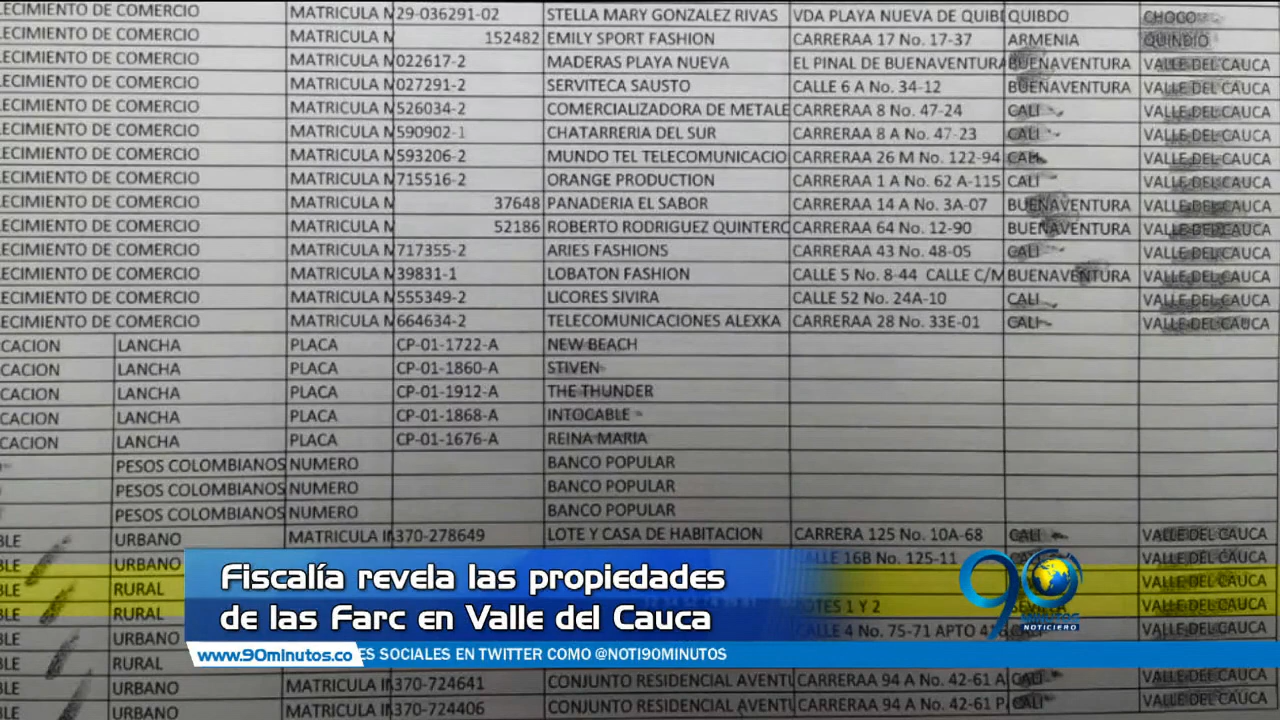 LECIMIENTO DE COMERCIO MATRICULA M 29-036291-02 STELLA MARY GONZALEZ RIVAS VDA PLAYA NUEVA DE QUIBI QUIBDO CHOCO
LECIMIENTO DE COMERCIO MATRICULA M 152482 EMILY SPORT FASHION CARRERAA 17 No. 17-37 ARMENIA QUINDIO
LECIMIENTO DE COMERCIO MATRICULA M 022617-2 MADERAS PLAYA NUEVA EL PINAL DE BUENAVENTURA BUENAVENTURA VALLE DEL CAUCA
LECIMIENTO DE COMERCIO MATRICULA M 027291-2 SERVITECA SAUSTO CALLE 6 A No. 34-12 BUENAVENTURA VALLE DEL CAUCA
LECIMIENTO DE COMERCIO MATRICULA M 526034-2 COMERCIALIZADORA DE METALE CARRERAA 8 No. 47-24 CALI VALLE DEL CAUCA
LECIMIENTO DE COMERCIO MATRICULA M 590902-1 CHATARRERIA DEL SUR CARRERAA 8 A No. 47-23 CALI VALLE DEL CAUCA
LECIMIENTO DE COMERCIO MATRICULA M 593206-2 MUNDO TEL TELECOMUNICACIO CARRERAA 26 M No. 122-94 CALI VALLE DEL CAUCA
LECIMIENTO DE COMERCIO MATRICULA M 715516-2 ORANGE PRODUCTION CARRERAA 1 A No. 62 A-115 CALI VALLE DEL CAUCA
LECIMIENTO DE COMERCIO MATRICULA M 37648 PANADERIA EL SABOR CARRERAA 14 A No. 3A-07 BUENAVENTURA VALLE DEL CAUCA
LECIMIENTO DE COMERCIO MATRICULA M 52186 ROBERTO RODRIGUEZ QUINTERO CARRERAA 64 No. 12-90 BUENAVENTURA VALLE DEL CAUCA
LECIMIENTO DE COMERCIO MATRICULA M 717355-2 ARIES FASHIONS CARRERAA 43 No. 48-05 CALI VALLE DEL CAUCA
LECIMIENTO DE COMERCIO MATRICULA M 39831-1 LOBATON FASHION CALLE 5 No. 8-44 CALLE C/M BUENAVENTURA VALLE DEL CAUCA
LECIMIENTO DE COMERCIO MATRICULA M 555349-2 LICORES SIVIRA CALLE 52 No. 24A-10 CALI VALLE DEL CAUCA
LECIMIENTO DE COMERCIO MATRICULA M 664634-2 TELECOMUNICACIONES ALEXKA CARRERAA 28 No. 33E-01 CALI VALLE DEL CAUCA
CACION LANCHA PLACA CP-01-1722-A NEW BEACH
CACION LANCHA PLACA CP-01-1860-A STIVEN
CACION LANCHA PLACA CP-01-1912-A THE THUNDER
CACION LANCHA PLACA CP-01-1868-A INTOCABLE
CACION LANCHA PLACA CP-01-1676-A REINA MARIA
PESOS COLOMBIANOS NUMERO BANCO POPULAR
PESOS COLOMBIANOS NUMERO BANCO POPULAR
PESOS COLOMBIANOS NUMERO BANCO POPULAR
BLE URBANO MATRICULA IN 370-278649 LOTE Y CASA DE HABITACION CARRERA 125 No. 10A-68 CALI VALLE DEL CAUCA
BLE URBANO CALLE 16B No. 125-11 VALLE DEL CAUCA
BLE RURAL VALLE DEL CAUCA
BLE RURAL LOTES 1 Y 2 SEVILLA VALLE DEL CAUCA
BLE URBANO CALLE 4 No. 75-71 APTO CALI VALLE DEL CAUCA
BLE RURAL
BLE URBANO MATRICULA IN 370-724641 CONJUNTO RESIDENCIAL AVENTU CARRERA 94 A No. 42-61 A CALI VALLE DEL CAUCA
BLE URBANO MATRICULA IN 370-724406 CONJUNTO RESIDENCIAL AVENTU CARRERA 94 A No. 42-61 P CALI VALLE DEL CAUCA
Fiscalía revela las propiedades
de las Farc en Valle del Cauca
90
MINUTOS
NOTICIERO
www.90minutos.co ES SOCIALES EN TWITTER COMO @NOTI90MINUTOS